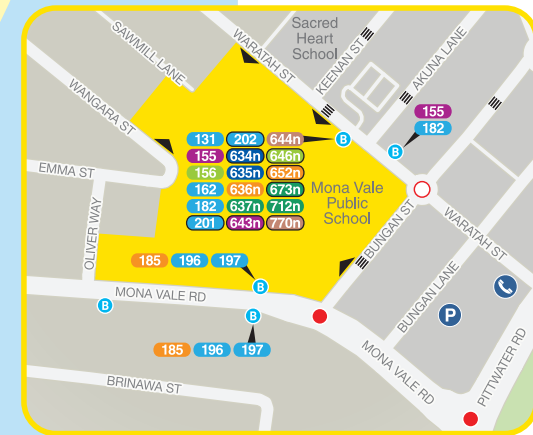 Sacred
Heart
School
SAWMILL LANE
WARATAH ST
KEENAN ST
AKUNA LANE
WANGARA ST
155
182
B
B
131 202 644n
155 634n 646n
156 635n 652n
162 636n 673n
182 637n 712n
201 643n 770n
EMMA ST
Mona Vale
Public
School
OLIVER WAY
BUNGAN ST
WARATAH ST
185 196 197
B
MONA VALE RD
B
B
BUNGAN LANE
P
185 196 197
MONA VALE RD
PITTWATER RD
BRINAWA ST